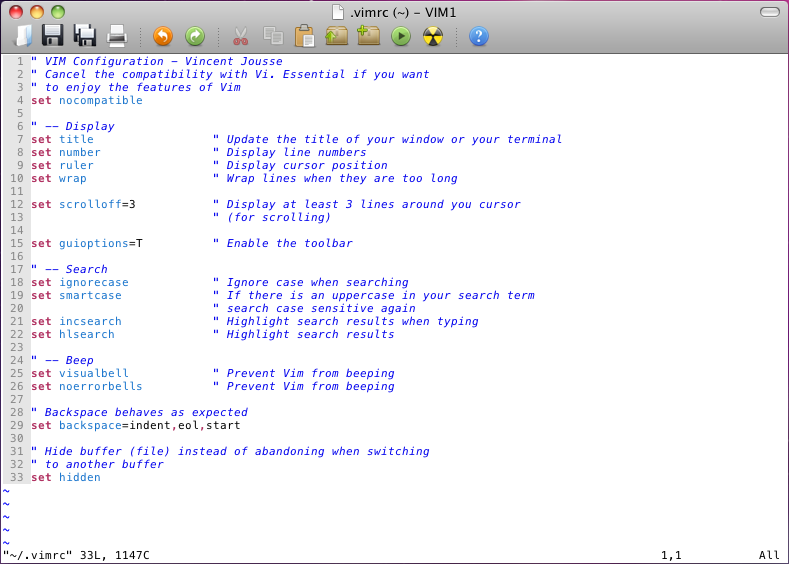 .vimrc (~) - VIM1
1 " VIM Configuration - Vincent Jousse
2 " Cancel the compatibility with Vi. Essential if you want
3 " to enjoy the features of Vim
4 set nocompatible
5
6 " -- Display
7 set title " Update the title of your window or your terminal
8 set number " Display line numbers
9 set ruler " Display cursor position
10 set wrap " Wrap lines when they are too long
11
12 set scrolloff=3 " Display at least 3 lines around you cursor
13 " (for scrolling)
14
15 set guioptions=T " Enable the toolbar
16
17 " -- Search
18 set ignorecase " Ignore case when searching
19 set smartcase " If there is an uppercase in your search term
20 " search case sensitive again
21 set incsearch " Highlight search results when typing
22 set hlsearch " Highlight search results
23
24 " -- Beep
25 set visualbell " Prevent Vim from beeping
26 set noerrorbells " Prevent Vim from beeping
27
28 " Backspace behaves as expected
29 set backspace=indent,eol,start
30
31 " Hide buffer (file) instead of abandoning when switching
32 " to another buffer
33 set hidden
~
~
~
~
~
"~/.vimrc" 33L, 1147C 1,1 All